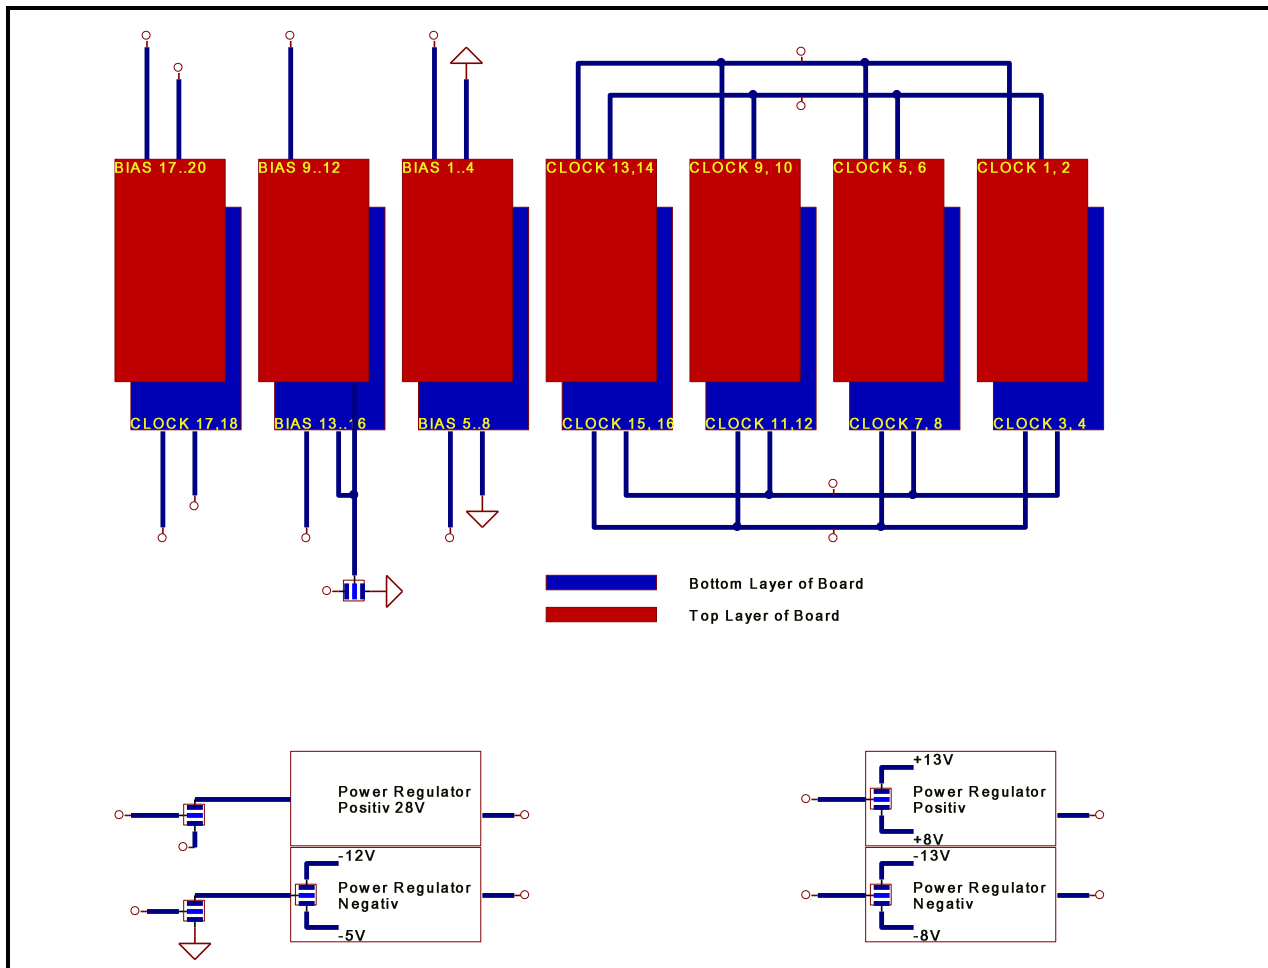 BIAS 17..20
BIAS 9..12
BIAS 1..4
CLOCK 13,14
CLOCK 9, 10
CLOCK 5, 6
CLOCK 1, 2
CLOCK 17,18
BIAS 13..16
BIAS 5..8
CLOCK 15, 16
CLOCK 11,12
CLOCK 7, 8
CLOCK 3, 4
Bottom Layer of Board
Top Layer of Board
Power Regulator
Positiv 28V
-12V
Power Regulator
Negativ
-5V
+13V
Power Regulator
Positiv
+8V
-13V
Power Regulator
Negativ
-8V